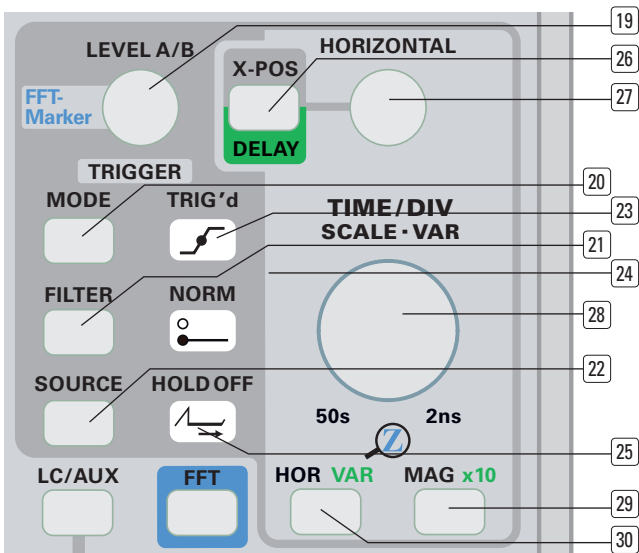 19
LEVEL A/B
HORIZONTAL
26
X-POS
FFT-
Marker
27
DELAY
TRIGGER
20
MODE
TRIG'd
TIME/DIV
23
SCALE · VAR
21
24
FILTER
NORM
28
22
SOURCE
HOLD OFF
50s
2ns
Z
25
LC/AUX
FFT
HOR VAR
MAG x10
29
30